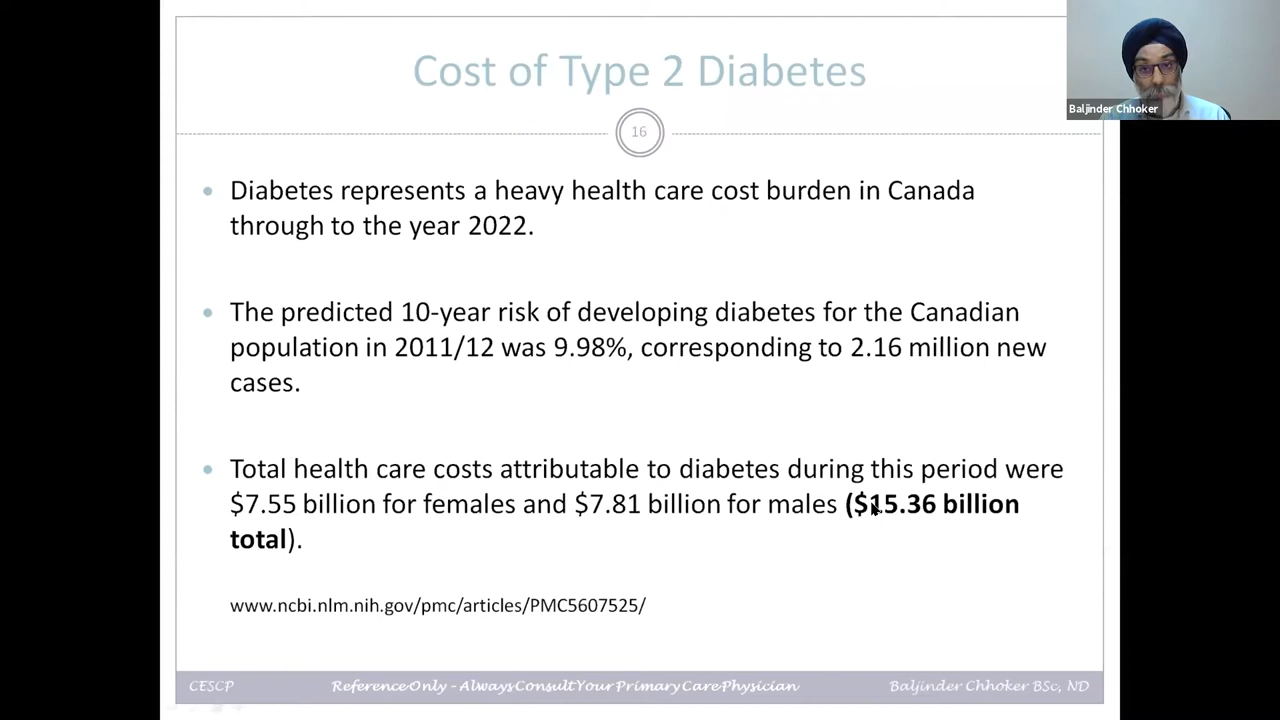 Cost of Type 2 Diabetes
Baljinder Chhoker
16
• Diabetes represents a heavy health care cost burden in Canada
through to the year 2022.
• The predicted 10-year risk of developing diabetes for the Canadian
population in 2011/12 was 9.98%, corresponding to 2.16 million new
cases.
• Total health care costs attributable to diabetes during this period were
$7.55 billion for females and $7.81 billion for males ($15.36 billion
total).
www.ncbi.nlm.nih.gov/pmc/articles/PMC5607525/
CESCP Reference Only - Always Consult Your Primary Care Physician Baljinder Chhoker BSc, ND